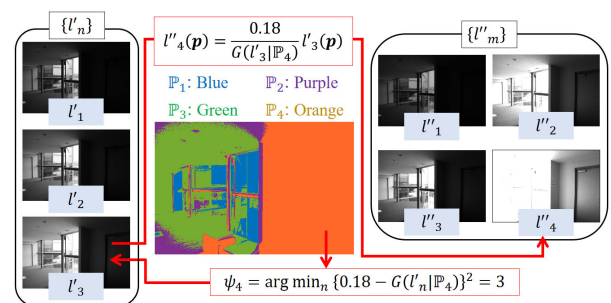 {l'ₙ}
l'₁
l'₂
l'₃
l''₄(p) = 0.18 / G(l'₃|ℙ₄) l'₃(p)
ℙ₁: Blue ℙ₂: Purple
ℙ₃: Green ℙ₄: Orange
ψ₄ = arg minₙ {0.18 − G(l'ₙ|ℙ₄)}² = 3
{l''ₘ}
l''₁ l''₂
l''₃ l''₄